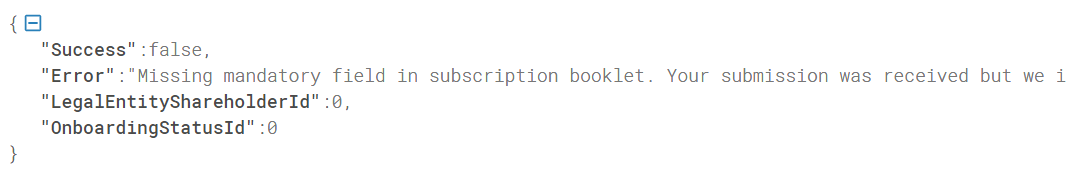 {
"Success":false,
"Error":"Missing mandatory field in subscription booklet. Your submission was received but we i
"LegalEntityShareholderId":0,
"OnboardingStatusId":0
}